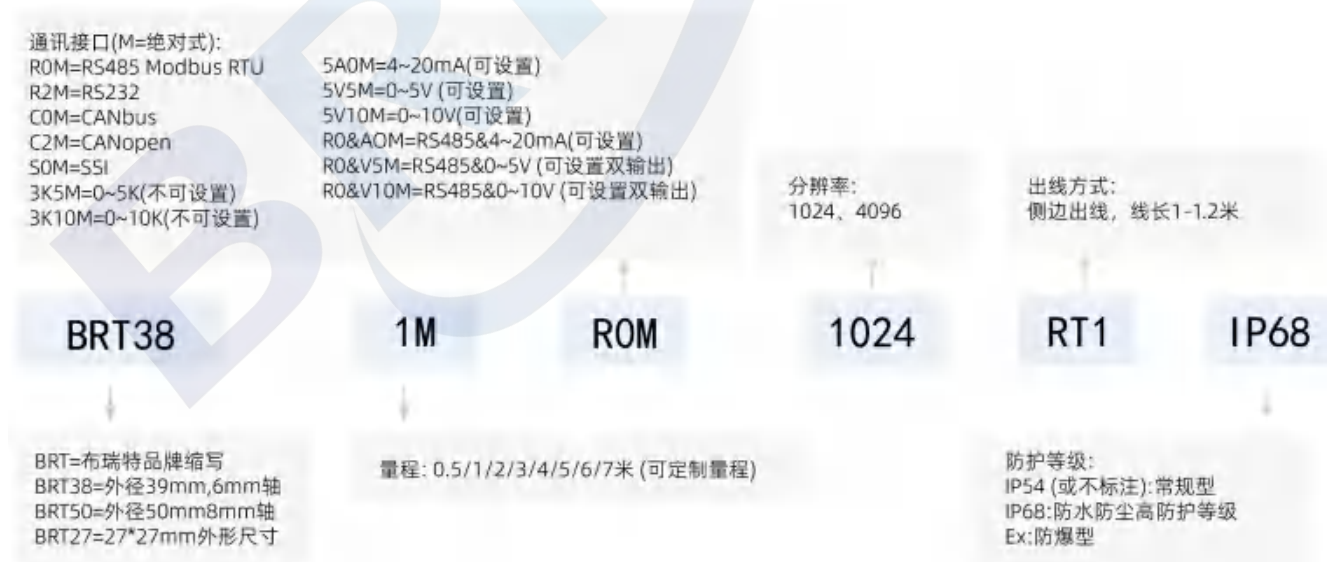 通讯接口(M=绝对式):
R0M=RS485 Modbus RTU
R2M=RS232
C0M=CANbus
C2M=CANopen
S0M=SSI
3K5M=0~5K(不可设置)
3K10M=0~10K(不可设置)
5A0M=4~20mA(可设置)
5V5M=0~5V (可设置)
5V10M=0~10V(可设置)
R0&AOM=RS485&4~20mA(可设置)
R0&V5M=RS485&0~5V (可设置双输出)
R0&V10M=RS485&0~10V (可设置双输出)
分辨率:
1024、4096
出线方式:
侧边出线，线长1-1.2米
BRT38 1M R0M 1024 RT1 IP68
BRT=布瑞特品牌缩写
BRT38=外径39mm,6mm轴
BRT50=外径50mm8mm轴
BRT27=27*27mm外形尺寸
量程: 0.5/1/2/3/4/5/6/7米 (可定制量程)
防护等级:
IP54 (或不标注):常规型
IP68:防水防尘高防护等级
Ex:防爆型